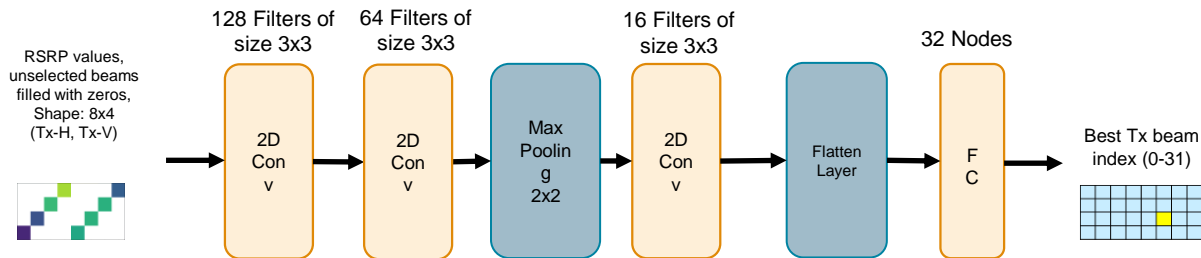 RSRP values,
unselected beams
filled with zeros,
Shape: 8x4
(Tx-H, Tx-V)
128 Filters of
size 3x3
2D
Con
v
64 Filters of
size 3x3
2D
Con
v
Max
Poolin
g
2x2
16 Filters of
size 3x3
2D
Con
v
Flatten
Layer
32 Nodes
F
C
Best Tx beam
index (0-31)